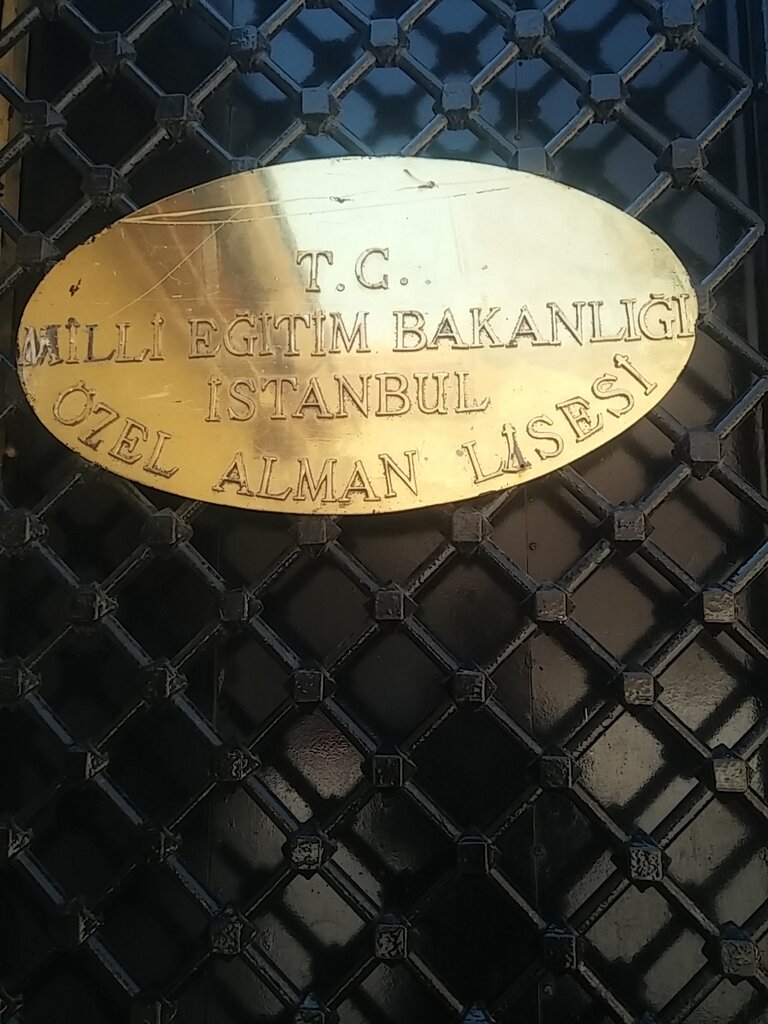 T.C.
MİLLİ EĞİTİM BAKANLIĞI
İSTANBUL
ÖZEL ALMAN LİSESİ